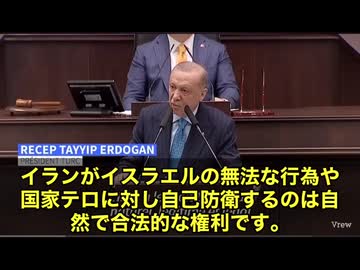 RECEP TAYYIP ERDOGAN
PRÉSIDENT TURC
イランがイスラエルの無法な行為や
国家テロに対し自己防衛するのは自
然で合法的な権利です。
Vrew